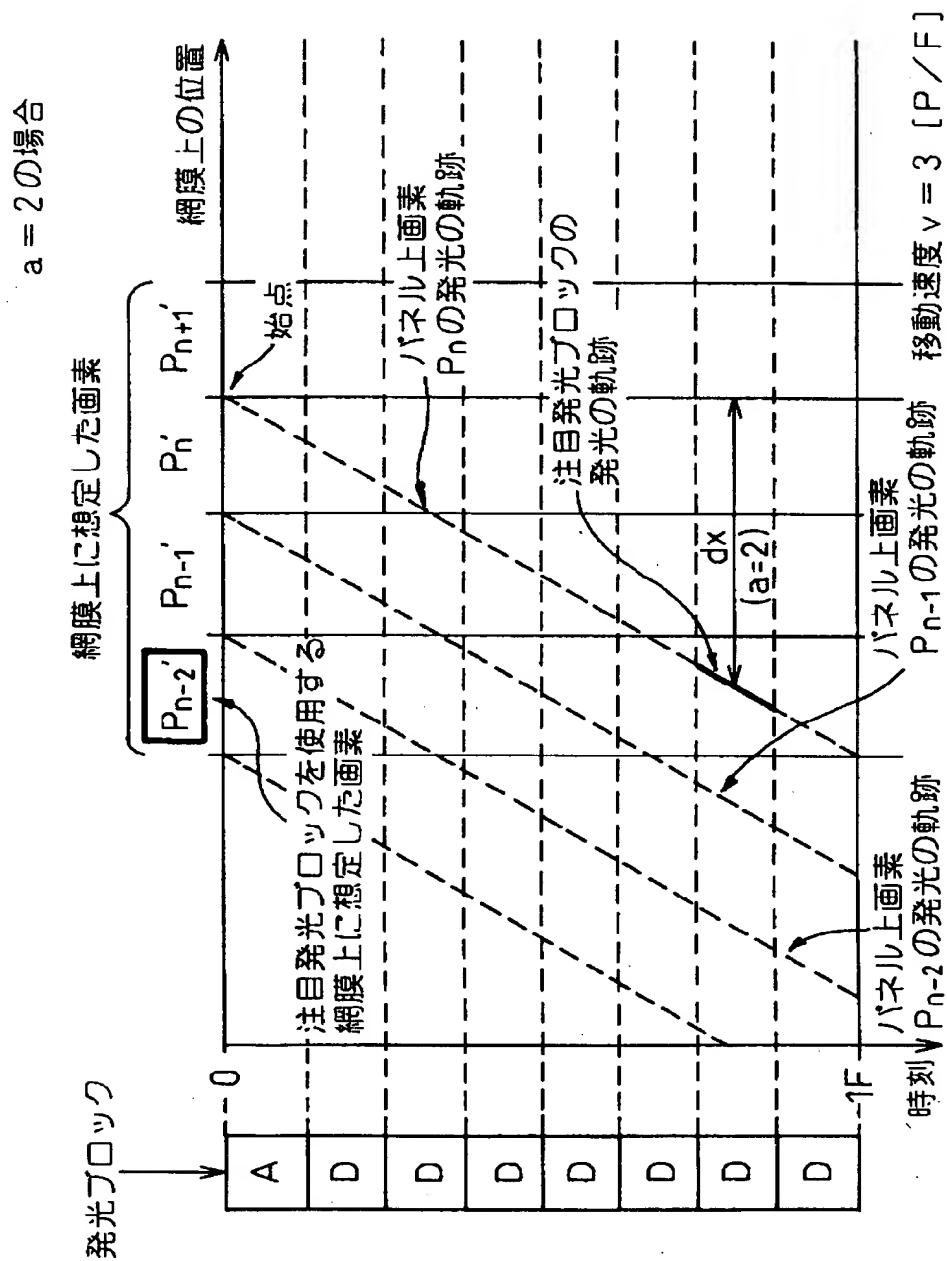 a = 2の場合
網膜上に想定した画素
Pn-2′
Pn-1′
Pn′
Pn+1′
網膜上の位置
始点
発光ブロック
0
A
D
D
D
D
D
D
D
1F
時刻
注目発光ブロックを使用する
網膜上に想定した画素
パネル上画素
Pnの発光の軌跡
注目発光ブロックの
発光の軌跡
dx
(a=2)
パネル上画素
Pn-2の発光の軌跡
パネル上画素
Pn-1の発光の軌跡
移動速度 v = 3 [P/F]